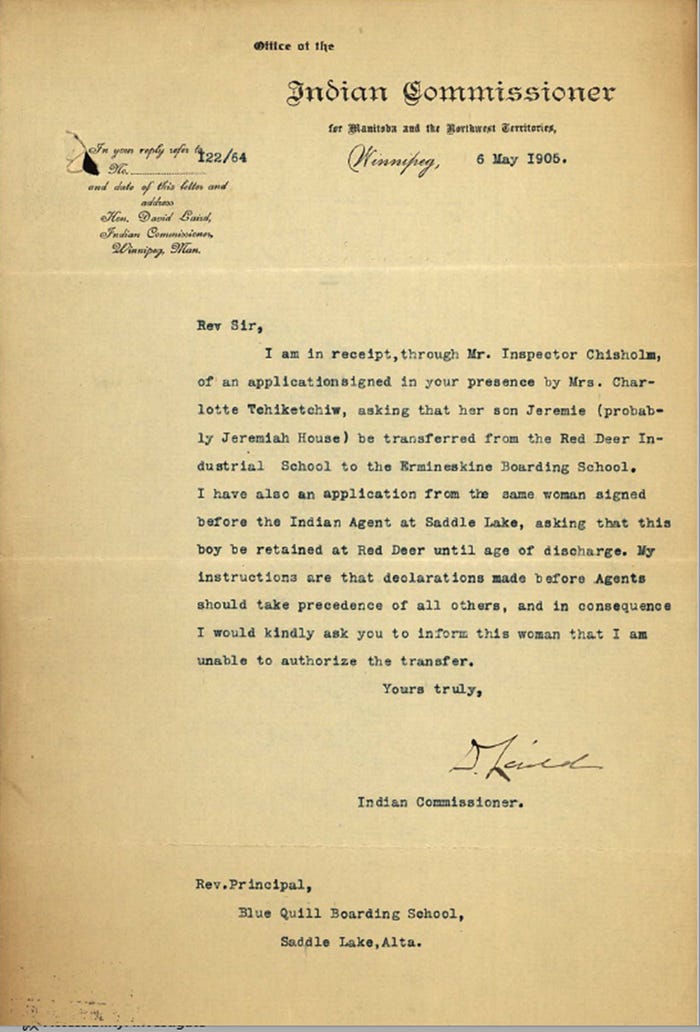 Office of the
Indian Commissioner
for Manitoba and the Northwest Territories,
In your reply refer to
No. 122/64
and date of this letter and
address
Hon. David Laird,
Indian Commissioner,
Winnipeg, Man.
Winnipeg, 6 May 1905.
Rev Sir,
I am in receipt,through Mr. Inspector Chisholm,
of an applicationsigned in your presence by Mrs. Char-
lotte Tchiketchiw, asking that her son Jeremie (probab-
ly Jeremiah House) be transferred from the Red Deer In-
dustrial School to the Ermineskine Boarding School.
I have also an application from the same woman signed
before the Indian Agent at Saddle Lake, asking that this
boy be retained at Red Deer until age of discharge. My
instructions are that declarations made before Agents
should take precedence of all others, and in consequence
I would kindly ask you to inform this woman that I am
unable to authorize the transfer.
Yours truly,
D. Laird
Indian Commissioner.
Rev.Principal,
Blue Quill Boarding School,
Saddle Lake,Alta.